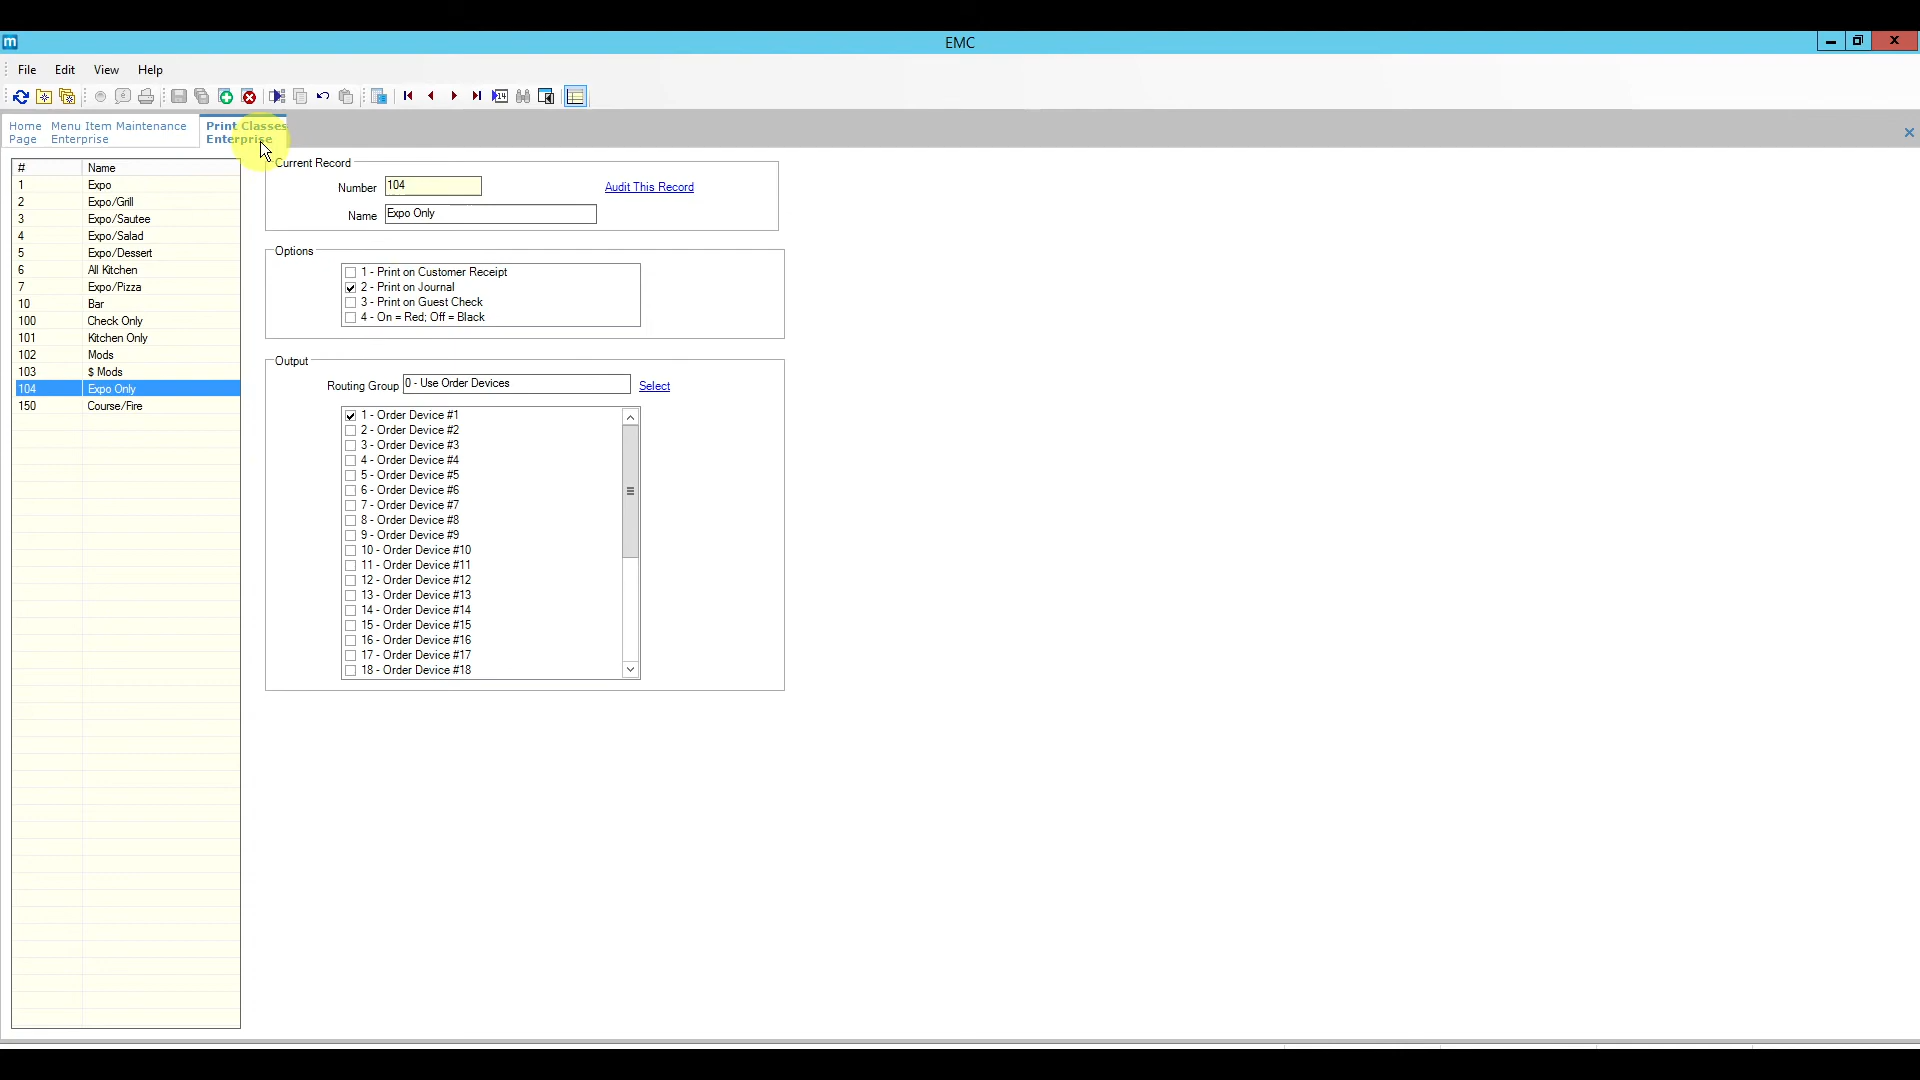 EMC
File Edit View Help
Home Page
Menu Item Maintenance Enterprise
Print Classes Enterprise
# Name
1 Expo
2 Expo/Grill
3 Expo/Sautee
4 Expo/Salad
5 Expo/Dessert
6 All Kitchen
7 Expo/Pizza
10 Bar
100 Check Only
101 Kitchen Only
102 Mods
103 $ Mods
104 Expo Only
150 Course/Fire
Current Record
Number 104 Audit This Record
Name Expo Only
Options
1 - Print on Customer Receipt
2 - Print on Journal
3 - Print on Guest Check
4 - On = Red; Off = Black
Output
Routing Group 0 - Use Order Devices Select
1 - Order Device #1
2 - Order Device #2
3 - Order Device #3
4 - Order Device #4
5 - Order Device #5
6 - Order Device #6
7 - Order Device #7
8 - Order Device #8
9 - Order Device #9
10 - Order Device #10
11 - Order Device #11
12 - Order Device #12
13 - Order Device #13
14 - Order Device #14
15 - Order Device #15
16 - Order Device #16
17 - Order Device #17
18 - Order Device #18